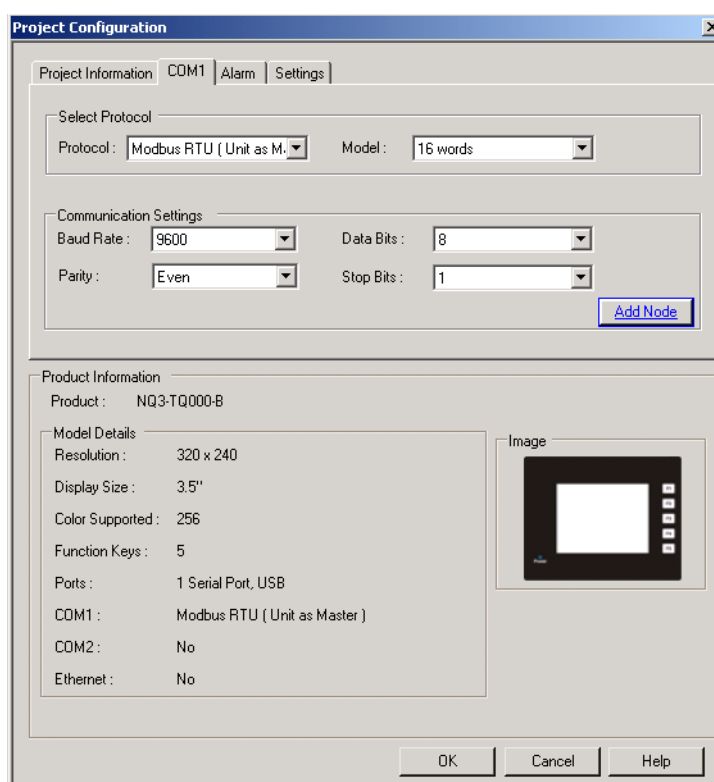 Project Configuration
Project Information COM1 Alarm Settings
Select Protocol
Protocol : Modbus RTU ( Unit as M. Model : 16 words
Communication Settings
Baud Rate : 9600 Data Bits : 8
Parity : Even Stop Bits : 1
Add Node
Product Information
Product : NQ3-TQ000-B
Model Details
Image
Resolution : 320 x 240
Display Size : 3.5''
Color Supported : 256
Function Keys : 5
Ports : 1 Serial Port, USB
COM1 : Modbus RTU ( Unit as Master )
COM2 : No
Ethernet : No
OK Cancel Help